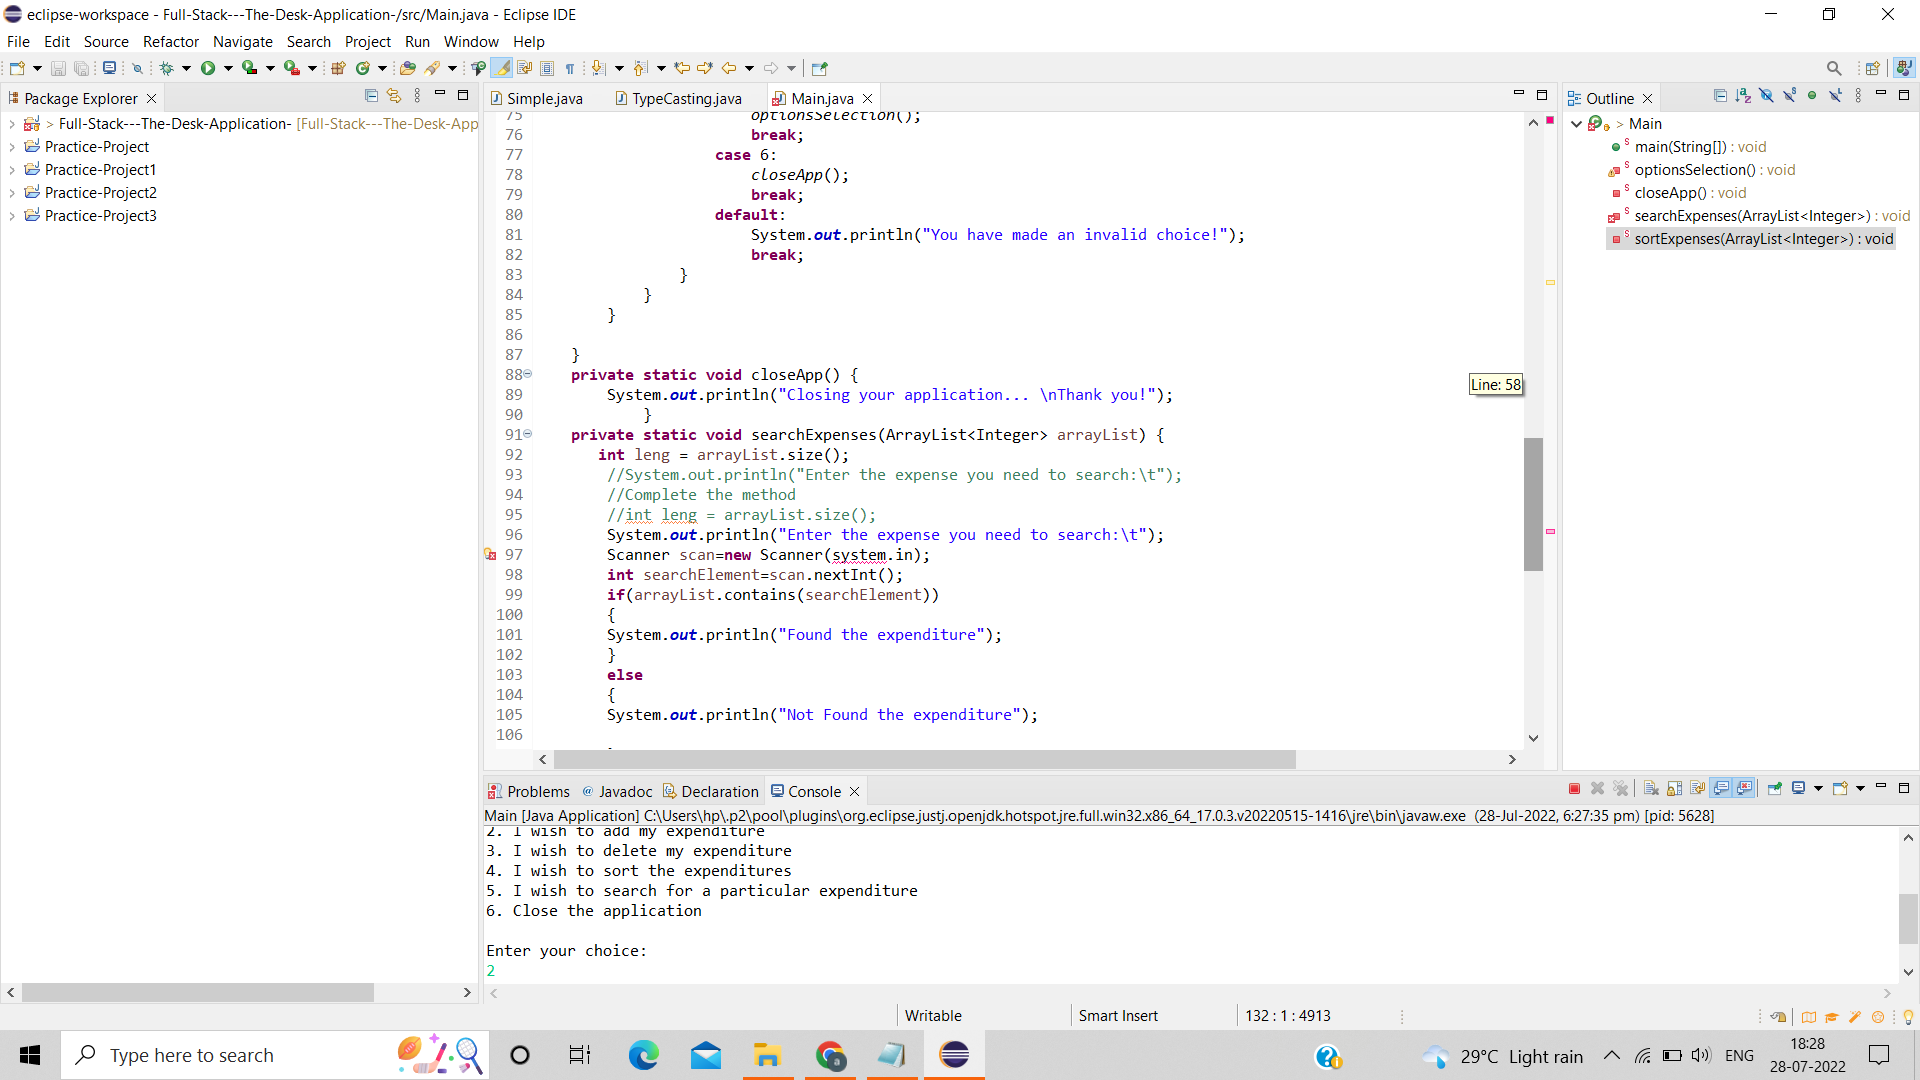 eclipse-workspace - Full-Stack---The-Desk-Application-/src/Main.java - Eclipse IDE
File Edit Source Refactor Navigate Search Project Run Window Help
Package Explorer
> Full-Stack---The-Desk-Application- [Full-Stack---The-Desk-App
Practice-Project
Practice-Project1
Practice-Project2
Practice-Project3
Simple.java TypeCasting.java Main.java
75 optionsSelection();
76 break;
77 case 6:
78 closeApp();
79 break;
80 default:
81 System.out.println("You have made an invalid choice!");
82 break;
83 }
84 }
85 }
86
87 }
88 private static void closeApp() {
89 System.out.println("Closing your application... \nThank you!");
90 }
91 private static void searchExpenses(ArrayList<Integer> arrayList) {
92 int leng = arrayList.size();
93 //System.out.println("Enter the expense you need to search:\t");
94 //Complete the method
95 //int leng = arrayList.size();
96 System.out.println("Enter the expense you need to search:\t");
97 Scanner scan=new Scanner(system.in);
98 int searchElement=scan.nextInt();
99 if(arrayList.contains(searchElement))
100 {
101 System.out.println("Found the expenditure");
102 }
103 else
104 {
105 System.out.println("Not Found the expenditure");
106
Line: 58
Outline
> Main
main(String[]) : void
optionsSelection() : void
closeApp() : void
searchExpenses(ArrayList<Integer>) : void
sortExpenses(ArrayList<Integer>) : void
Problems @ Javadoc Declaration Console
Main [Java Application] C:\Users\hp\.p2\pool\plugins\org.eclipse.justj.openjdk.hotspot.jre.full.win32.x86_64_17.0.3.v20220515-1416\jre\bin\javaw.exe (28-Jul-2022, 6:27:35 pm) [pid: 5628]
2. I wish to add my expenditure
3. I wish to delete my expenditure
4. I wish to sort the expenditures
5. I wish to search for a particular expenditure
6. Close the application
Enter your choice:
2
Writable Smart Insert 132 : 1 : 4913
Type here to search
29°C Light rain
ENG
18:28
28-07-2022